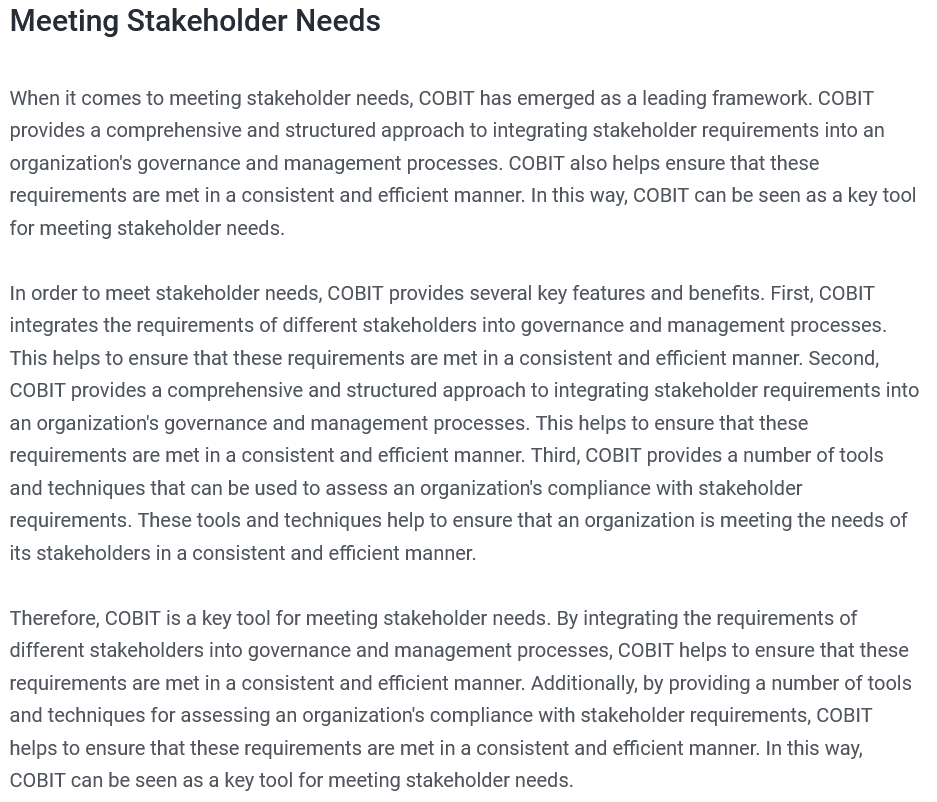 Meeting Stakeholder Needs
When it comes to meeting stakeholder needs, COBIT has emerged as a leading framework. COBIT
provides a comprehensive and structured approach to integrating stakeholder requirements into an
organization's governance and management processes. COBIT also helps ensure that these
requirements are met in a consistent and efficient manner. In this way, COBIT can be seen as a key tool
for meeting stakeholder needs.
In order to meet stakeholder needs, COBIT provides several key features and benefits. First, COBIT
integrates the requirements of different stakeholders into governance and management processes.
This helps to ensure that these requirements are met in a consistent and efficient manner. Second,
COBIT provides a comprehensive and structured approach to integrating stakeholder requirements into
an organization's governance and management processes. This helps to ensure that these
requirements are met in a consistent and efficient manner. Third, COBIT provides a number of tools
and techniques that can be used to assess an organization's compliance with stakeholder
requirements. These tools and techniques help to ensure that an organization is meeting the needs of
its stakeholders in a consistent and efficient manner.
Therefore, COBIT is a key tool for meeting stakeholder needs. By integrating the requirements of
different stakeholders into governance and management processes, COBIT helps to ensure that these
requirements are met in a consistent and efficient manner. Additionally, by providing a number of tools
and techniques for assessing an organization's compliance with stakeholder requirements, COBIT
helps to ensure that these requirements are met in a consistent and efficient manner. In this way,
COBIT can be seen as a key tool for meeting stakeholder needs.